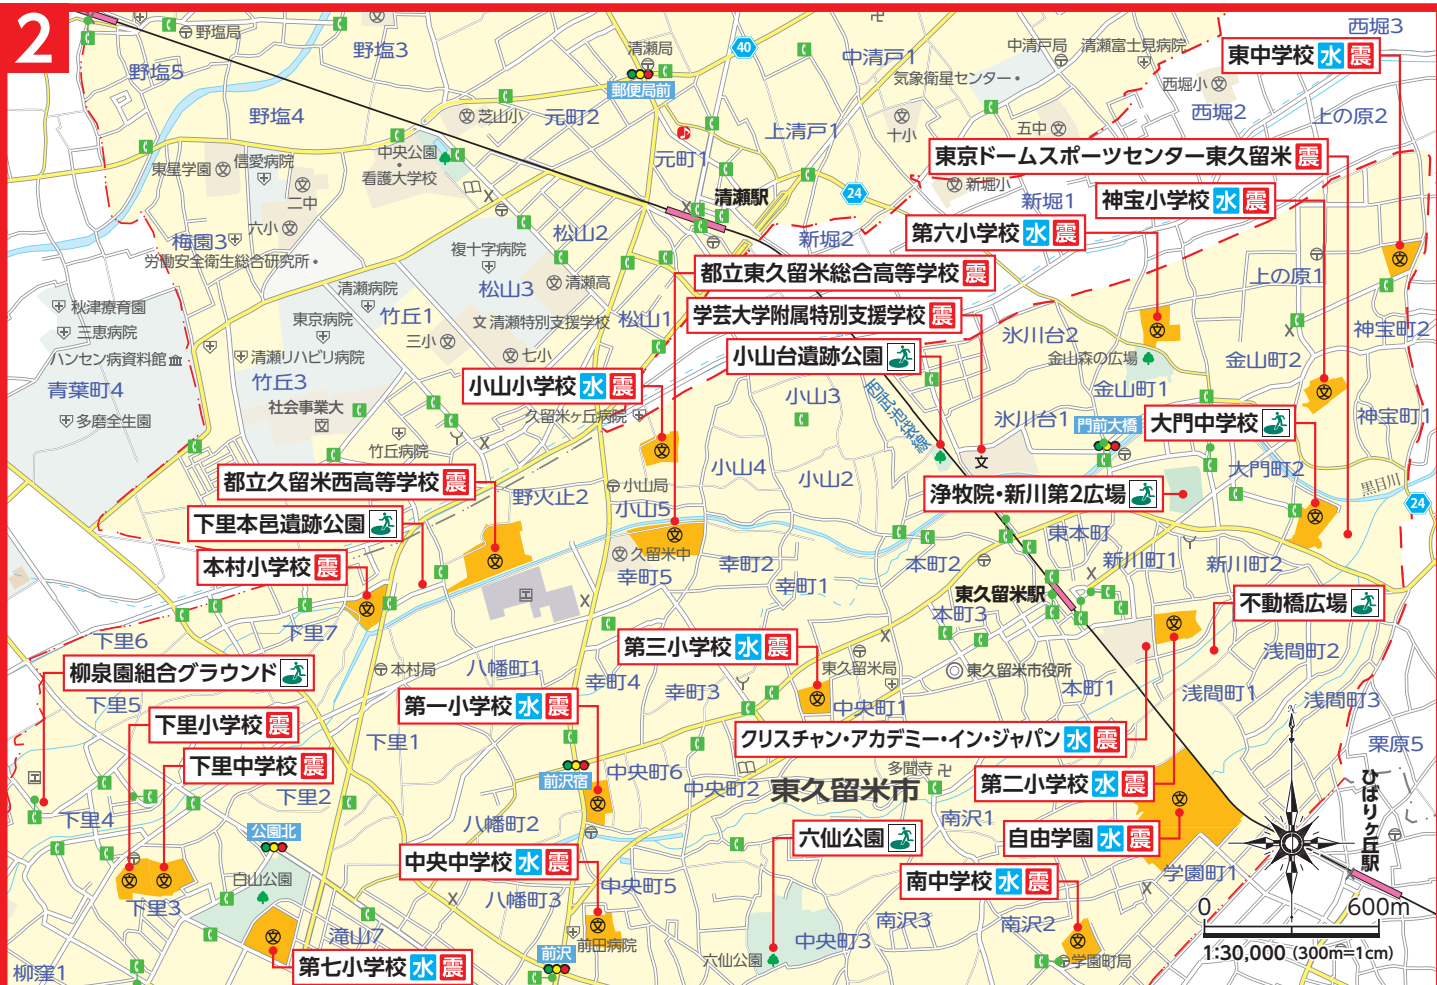 2
野塩局
野塩3
野塩5
野塩4
清瀬局
40
郵便局前
中清戸1
中清戸局
清瀬富士見病院
気象衛星センター
西堀3
東中学校 水 震
西堀小
西堀2
上の原2
芝山小
元町2
元町1
上清戸1
十小
五中
東京ドームスポーツセンター東久留米 震
中央公園
看護大学校
東星学園
信愛病院
二中
六小
梅園3
労働安全衛生総合研究所
清瀬駅
24
新堀小
新堀1
神宝小学校 水 震
松山2
新堀2
第六小学校 水 震
複十字病院
松山3
清瀬高
都立東久留米総合高等学校 震
上の原1
秋津療育園
三恵病院
ハンセン病資料館
青葉町4
多磨全生園
清瀬病院
東京病院
竹丘1
清瀬リハビリ病院
竹丘3
三小
文 清瀬特別支援学校
七小
松山1
学芸大学附属特別支援学校 震
小山台遺跡公園
氷川台2
金山森の広場
金山町2
金山町1
神宝町2
神宝町1
社会事業大
竹丘病院
小山小学校 水 震
久留米ヶ丘病院
小山3
西武池袋線
氷川台1
文
門前大橋
大門中学校
大門町2
黒目川
24
都立久留米西高等学校 震
野火止2
小山局
小山5
小山4
小山2
浄牧院・新川第2広場
下里本邑遺跡公園
本村小学校 震
久留米中
幸町5
幸町2
幸町1
本町2
東本町
新川町1
新川町2
東久留米駅
本町3
不動橋広場
下里6
下里7
柳泉園組合グラウンド
本村局
八幡町1
第三小学校 水 震
幸町4
幸町3
東久留米局
東久留米市役所
本町1
中央町1
浅間町2
浅間町1
浅間町3
下里5
下里小学校 震
下里中学校 震
下里1
第一小学校 水 震
クリスチャン・アカデミー・イン・ジャパン 水 震
栗原5
前沢宿
中央町6
中央町2
多聞寺
東久留米市
第二小学校 水 震
ひばりヶ丘駅
下里2
下里4
公園北
八幡町2
六仙公園
南沢1
自由学園 水 震
中央中学校 水 震
白山公園
下里3
八幡町3
中央町5
南中学校 水 震
学園町1
滝山7
第七小学校 水 震
柳窪1
前沢
前田病院
六仙公園
中央町3
南沢3
南沢2
学園町局
0 600m
1:30,000 (300m=1cm)